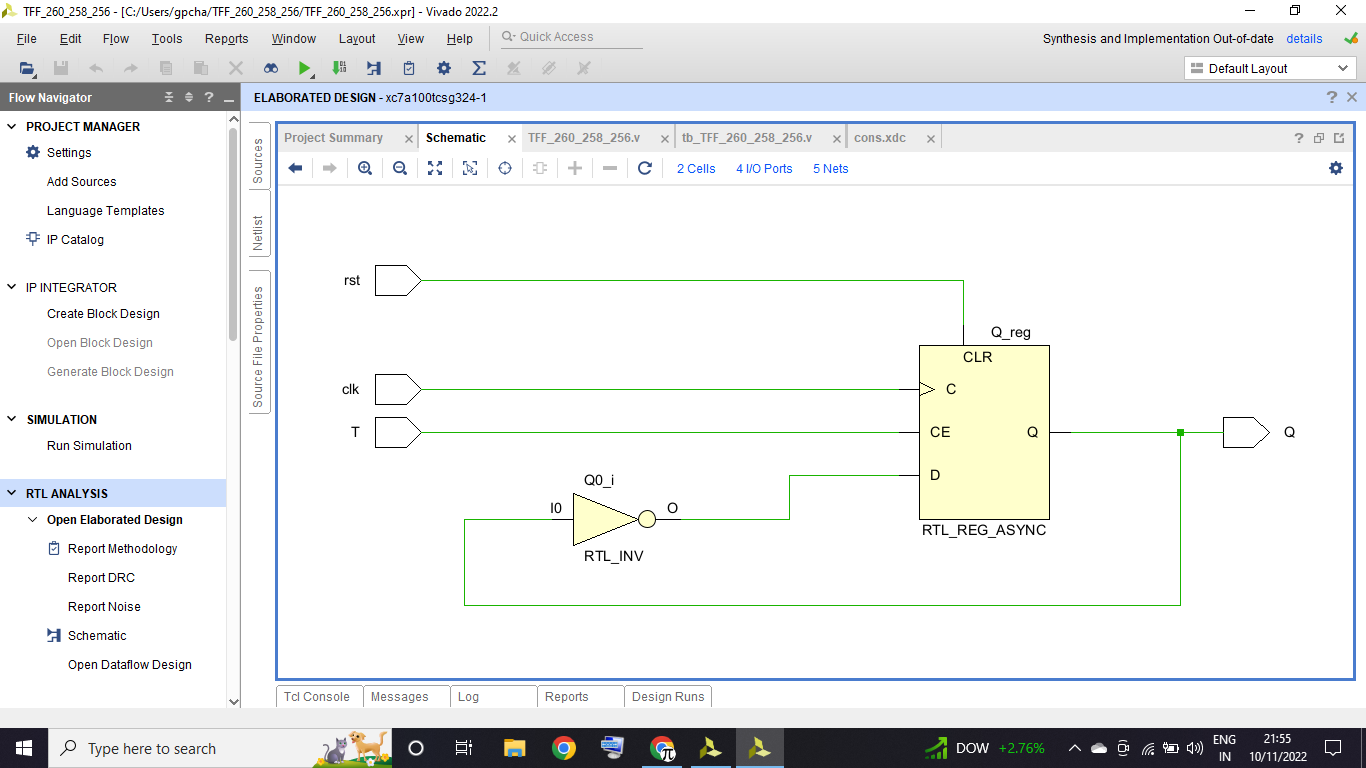 TFF_260_258_256 - [C:/Users/gpcha/TFF_260_258_256/TFF_260_258_256.xpr] - Vivado 2022.2
File Edit Flow Tools Reports Window Layout View Help Quick Access
Synthesis and Implementation Out-of-date details
Default Layout
Flow Navigator
ELABORATED DESIGN - xc7a100tcsg324-1
PROJECT MANAGER
Settings
Add Sources
Language Templates
IP Catalog
IP INTEGRATOR
Create Block Design
Open Block Design
Generate Block Design
SIMULATION
Run Simulation
RTL ANALYSIS
Open Elaborated Design
Report Methodology
Report DRC
Report Noise
Schematic
Open Dataflow Design
Sources
Netlist
Source File Properties
Project Summary Schematic TFF_260_258_256.v tb_TFF_260_258_256.v cons.xdc
2 Cells 4 I/O Ports 5 Nets
rst
Q_reg
CLR
clk
C
T
CE Q
Q
D
Q0_i
I0 O
RTL_REG_ASYNC
RTL_INV
Tcl Console Messages Log Reports Design Runs
Type here to search
DOW +2.76%
ENG
IN
21:55
10/11/2022